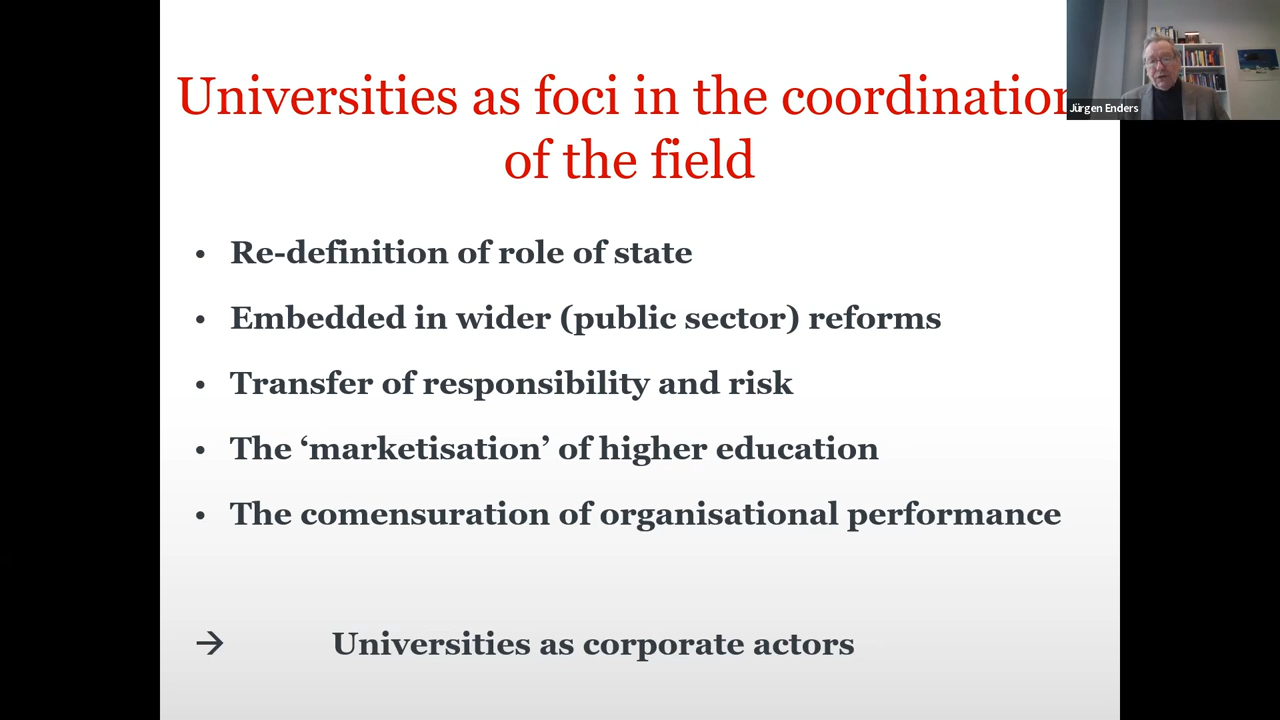 Universities as foci in the coordination
of the field
Jürgen Enders
• Re-definition of role of state
• Embedded in wider (public sector) reforms
• Transfer of responsibility and risk
• The ‘marketisation’ of higher education
• The comensuration of organisational performance
→ Universities as corporate actors